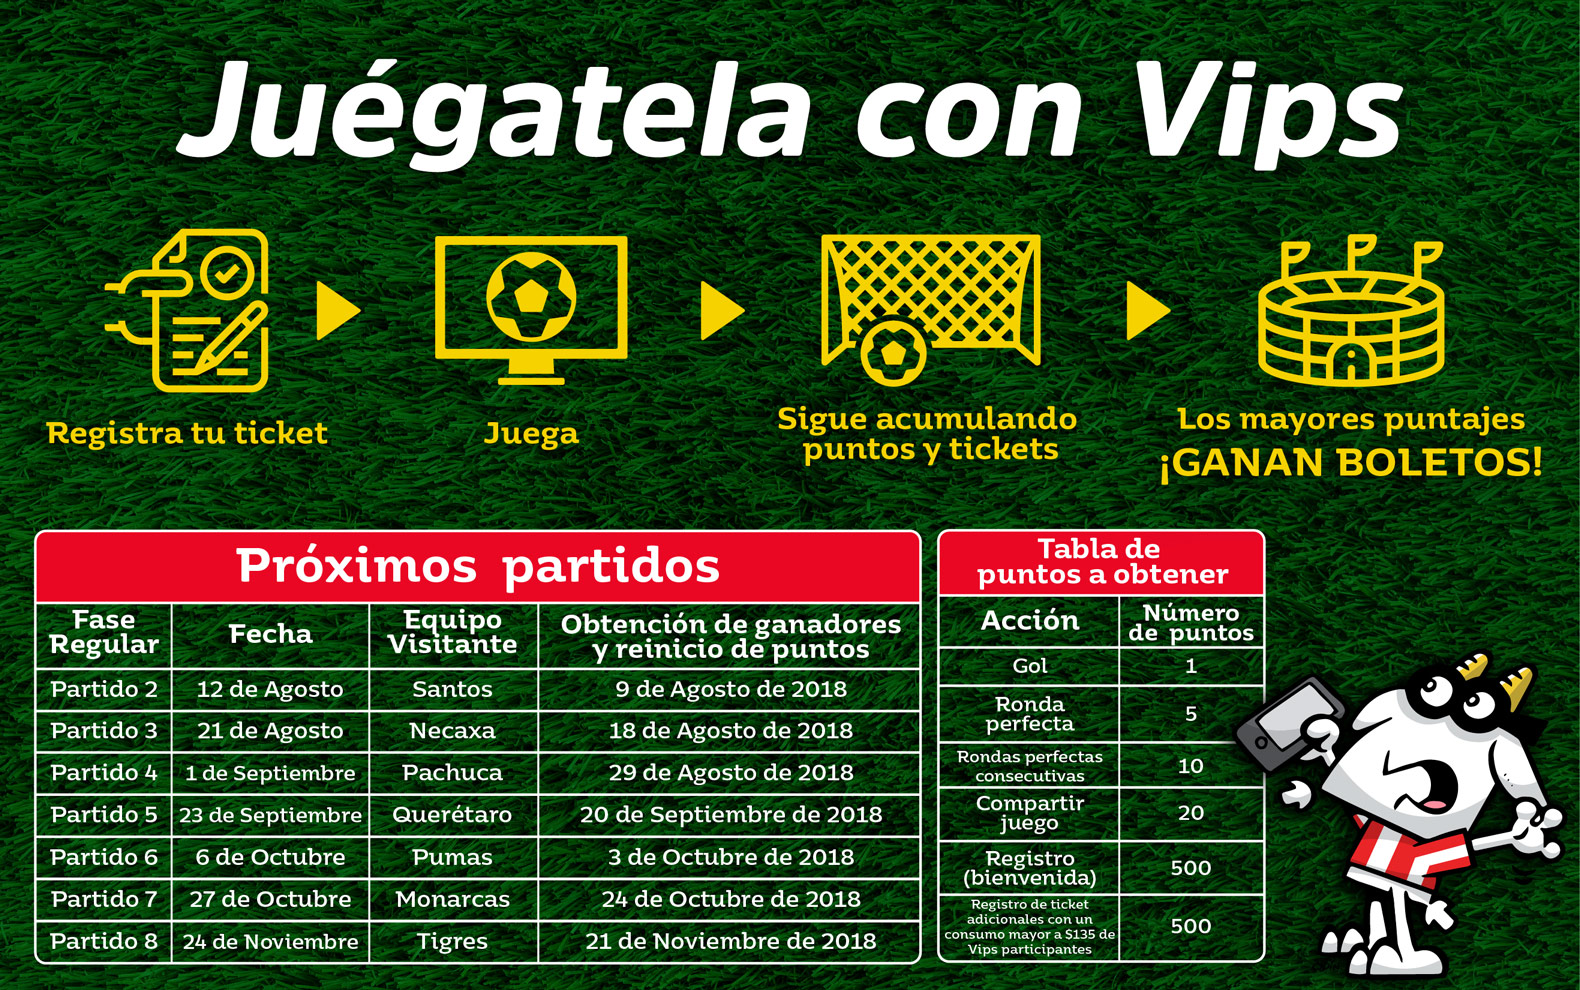 Juégatela con Vips
Registra tu ticket
Juega
Sigue acumulando
puntos y tickets
Los mayores puntajes
¡GANAN BOLETOS!
Próximos partidos
Fase
Regular
Fecha
Equipo
Visitante
Obtención de ganadores
y reinicio de puntos
Partido 2 12 de Agosto Santos 9 de Agosto de 2018
Partido 3 21 de Agosto Necaxa 18 de Agosto de 2018
Partido 4 1 de Septiembre Pachuca 29 de Agosto de 2018
Partido 5 23 de Septiembre Querétaro 20 de Septiembre de 2018
Partido 6 6 de Octubre Pumas 3 de Octubre de 2018
Partido 7 27 de Octubre Monarcas 24 de Octubre de 2018
Partido 8 24 de Noviembre Tigres 21 de Noviembre de 2018
Tabla de
puntos a obtener
Acción
Número
de puntos
Gol 1
Ronda
perfecta
5
Rondas perfectas
consecutivas
10
Compartir
juego
20
Registro
(bienvenida)
500
Registro de ticket
adicionales con un
consumo mayor a $135 de
Vips participantes
500